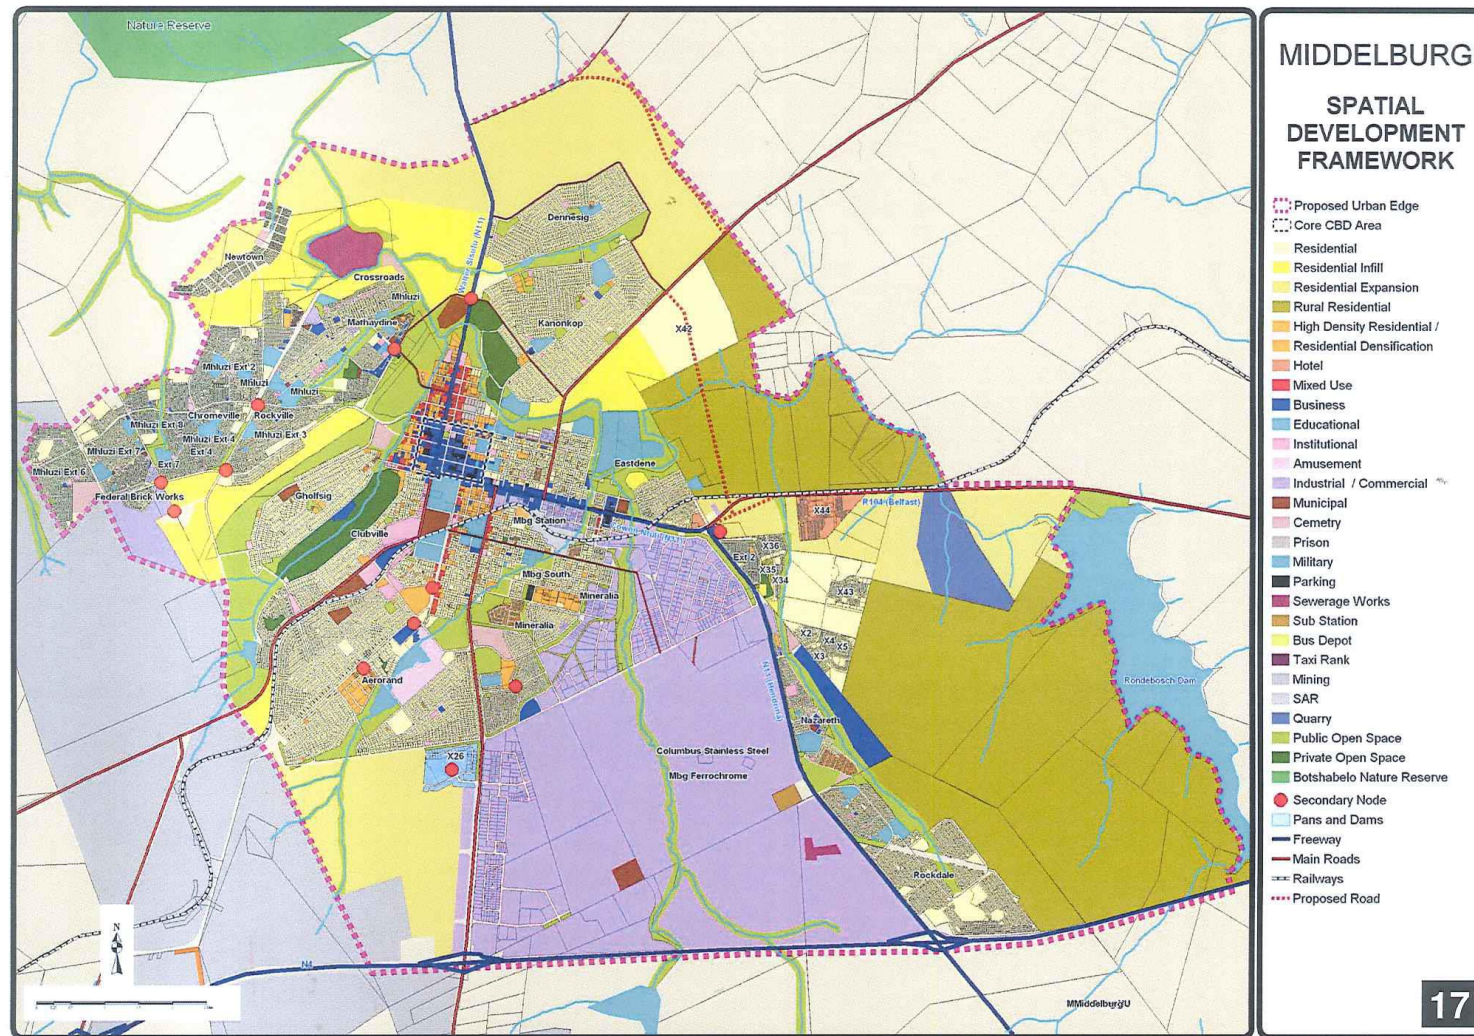 Nature Reserve
Newtown
Dennesig
Walter Sisulu (N11)
Crossroads
Mhluzi
Mathaydine
Kanonkop
X42
Mhluzi Ext 2
Mhluzi
Mhluzi
Chromeville
Rockville
Mhluzi Ext 8
Mhluzi Ext 4
Mhluzi Ext 3
Mhluzi Ext 7
Ext 4
Ext 7
Mhluzi Ext 6
Federal Brick Works
Gholfsig
Eastdene
Clubville
Mbg Station
R104 (Belfast)
X44
Ext 2
X36
X35
X34
Mbg South
Mineralia
X43
Mineralia
X2
X4
X5
X3
Aerorand
N11 (Hendrina)
Rondebosch Dam
Nazareth
X26
Columbus Stainless Steel
Mbg Ferrochrome
Rockdale
N
N4
MMiddelburg/U
MIDDELBURG
SPATIAL
DEVELOPMENT
FRAMEWORK
Proposed Urban Edge
Core CBD Area
Residential
Residential Infill
Residential Expansion
Rural Residential
High Density Residential /
Residential Densification
Hotel
Mixed Use
Business
Educational
Institutional
Amusement
Industrial / Commercial
Municipal
Cemetry
Prison
Military
Parking
Sewerage Works
Sub Station
Bus Depot
Taxi Rank
Mining
SAR
Quarry
Public Open Space
Private Open Space
Botshabelo Nature Reserve
Secondary Node
Pans and Dams
Freeway
Main Roads
Railways
Proposed Road
17